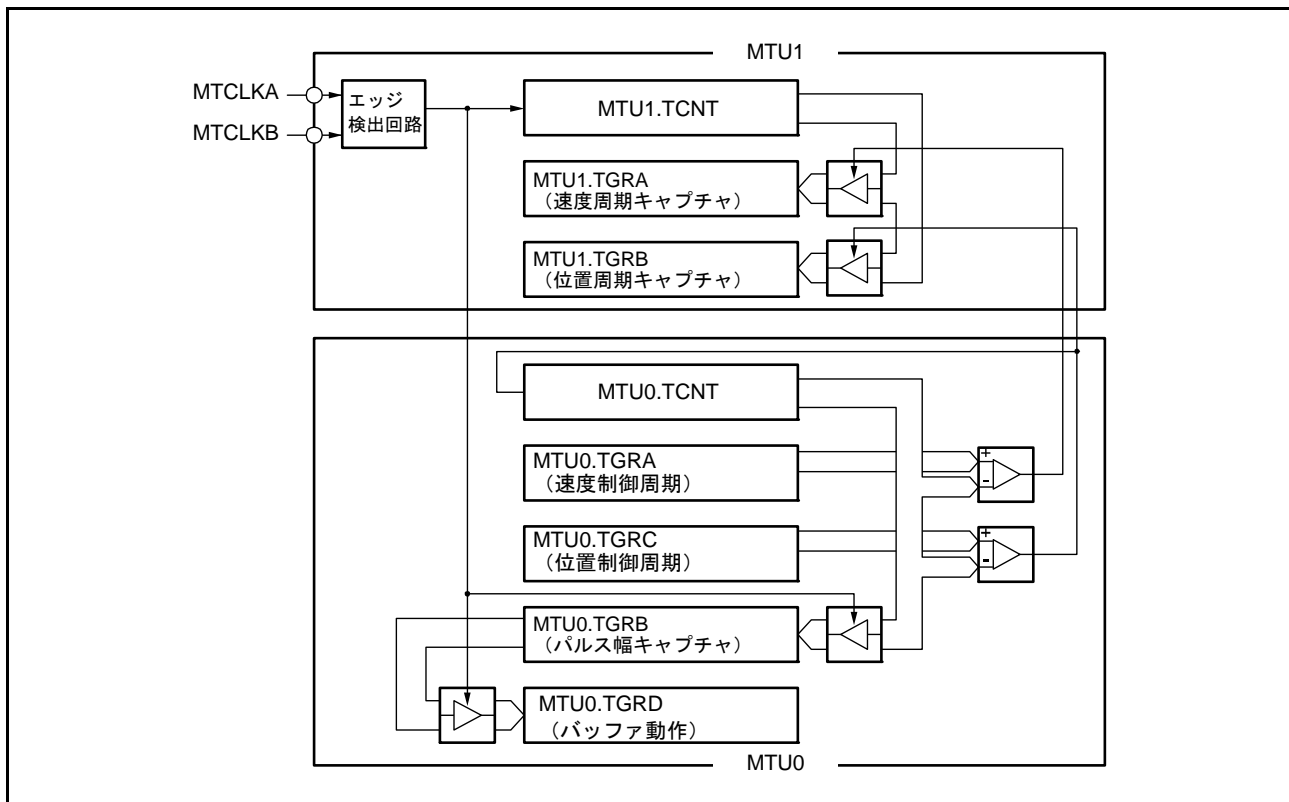 MTU1
MTCLKA
MTCLKB
エッジ
検出回路
MTU1.TCNT
MTU1.TGRA
（速度周期キャプチャ）
MTU1.TGRB
（位置周期キャプチャ）
MTU0.TCNT
MTU0.TGRA
（速度制御周期）
+
-
MTU0.TGRC
（位置制御周期）
+
-
MTU0.TGRB
（パルス幅キャプチャ）
MTU0.TGRD
（バッファ動作）
MTU0